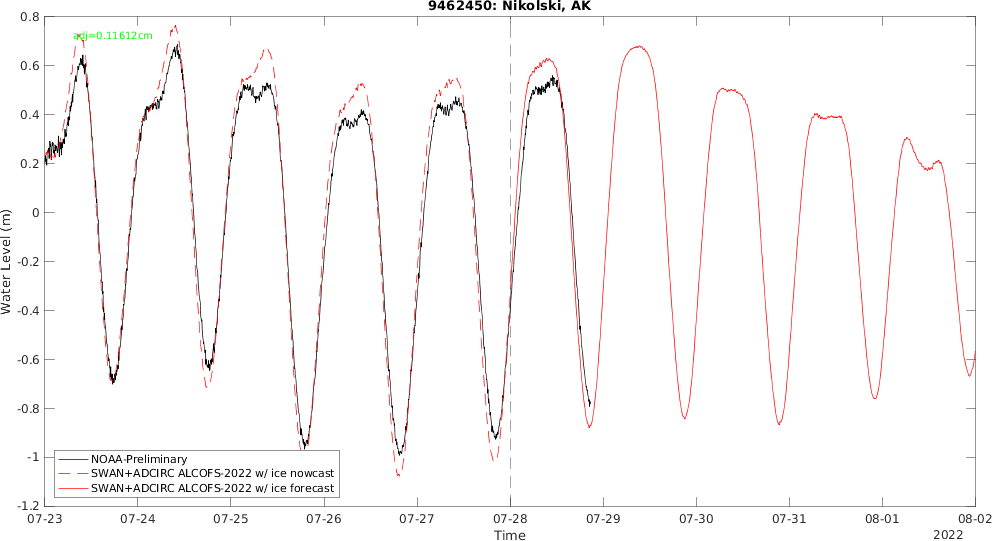 9462450: Nikolski, AK
adj=0.11612cm
Water Level (m)
0.8
0.6
0.4
0.2
0
-0.2
-0.4
-0.6
-0.8
-1
-1.2
NOAA-Preliminary
SWAN+ADCIRC ALCOFS-2022 w/ ice nowcast
SWAN+ADCIRC ALCOFS-2022 w/ ice forecast
07-23 07-24 07-25 07-26 07-27 07-28 07-29 07-30 07-31 08-01 08-02
Time
2022